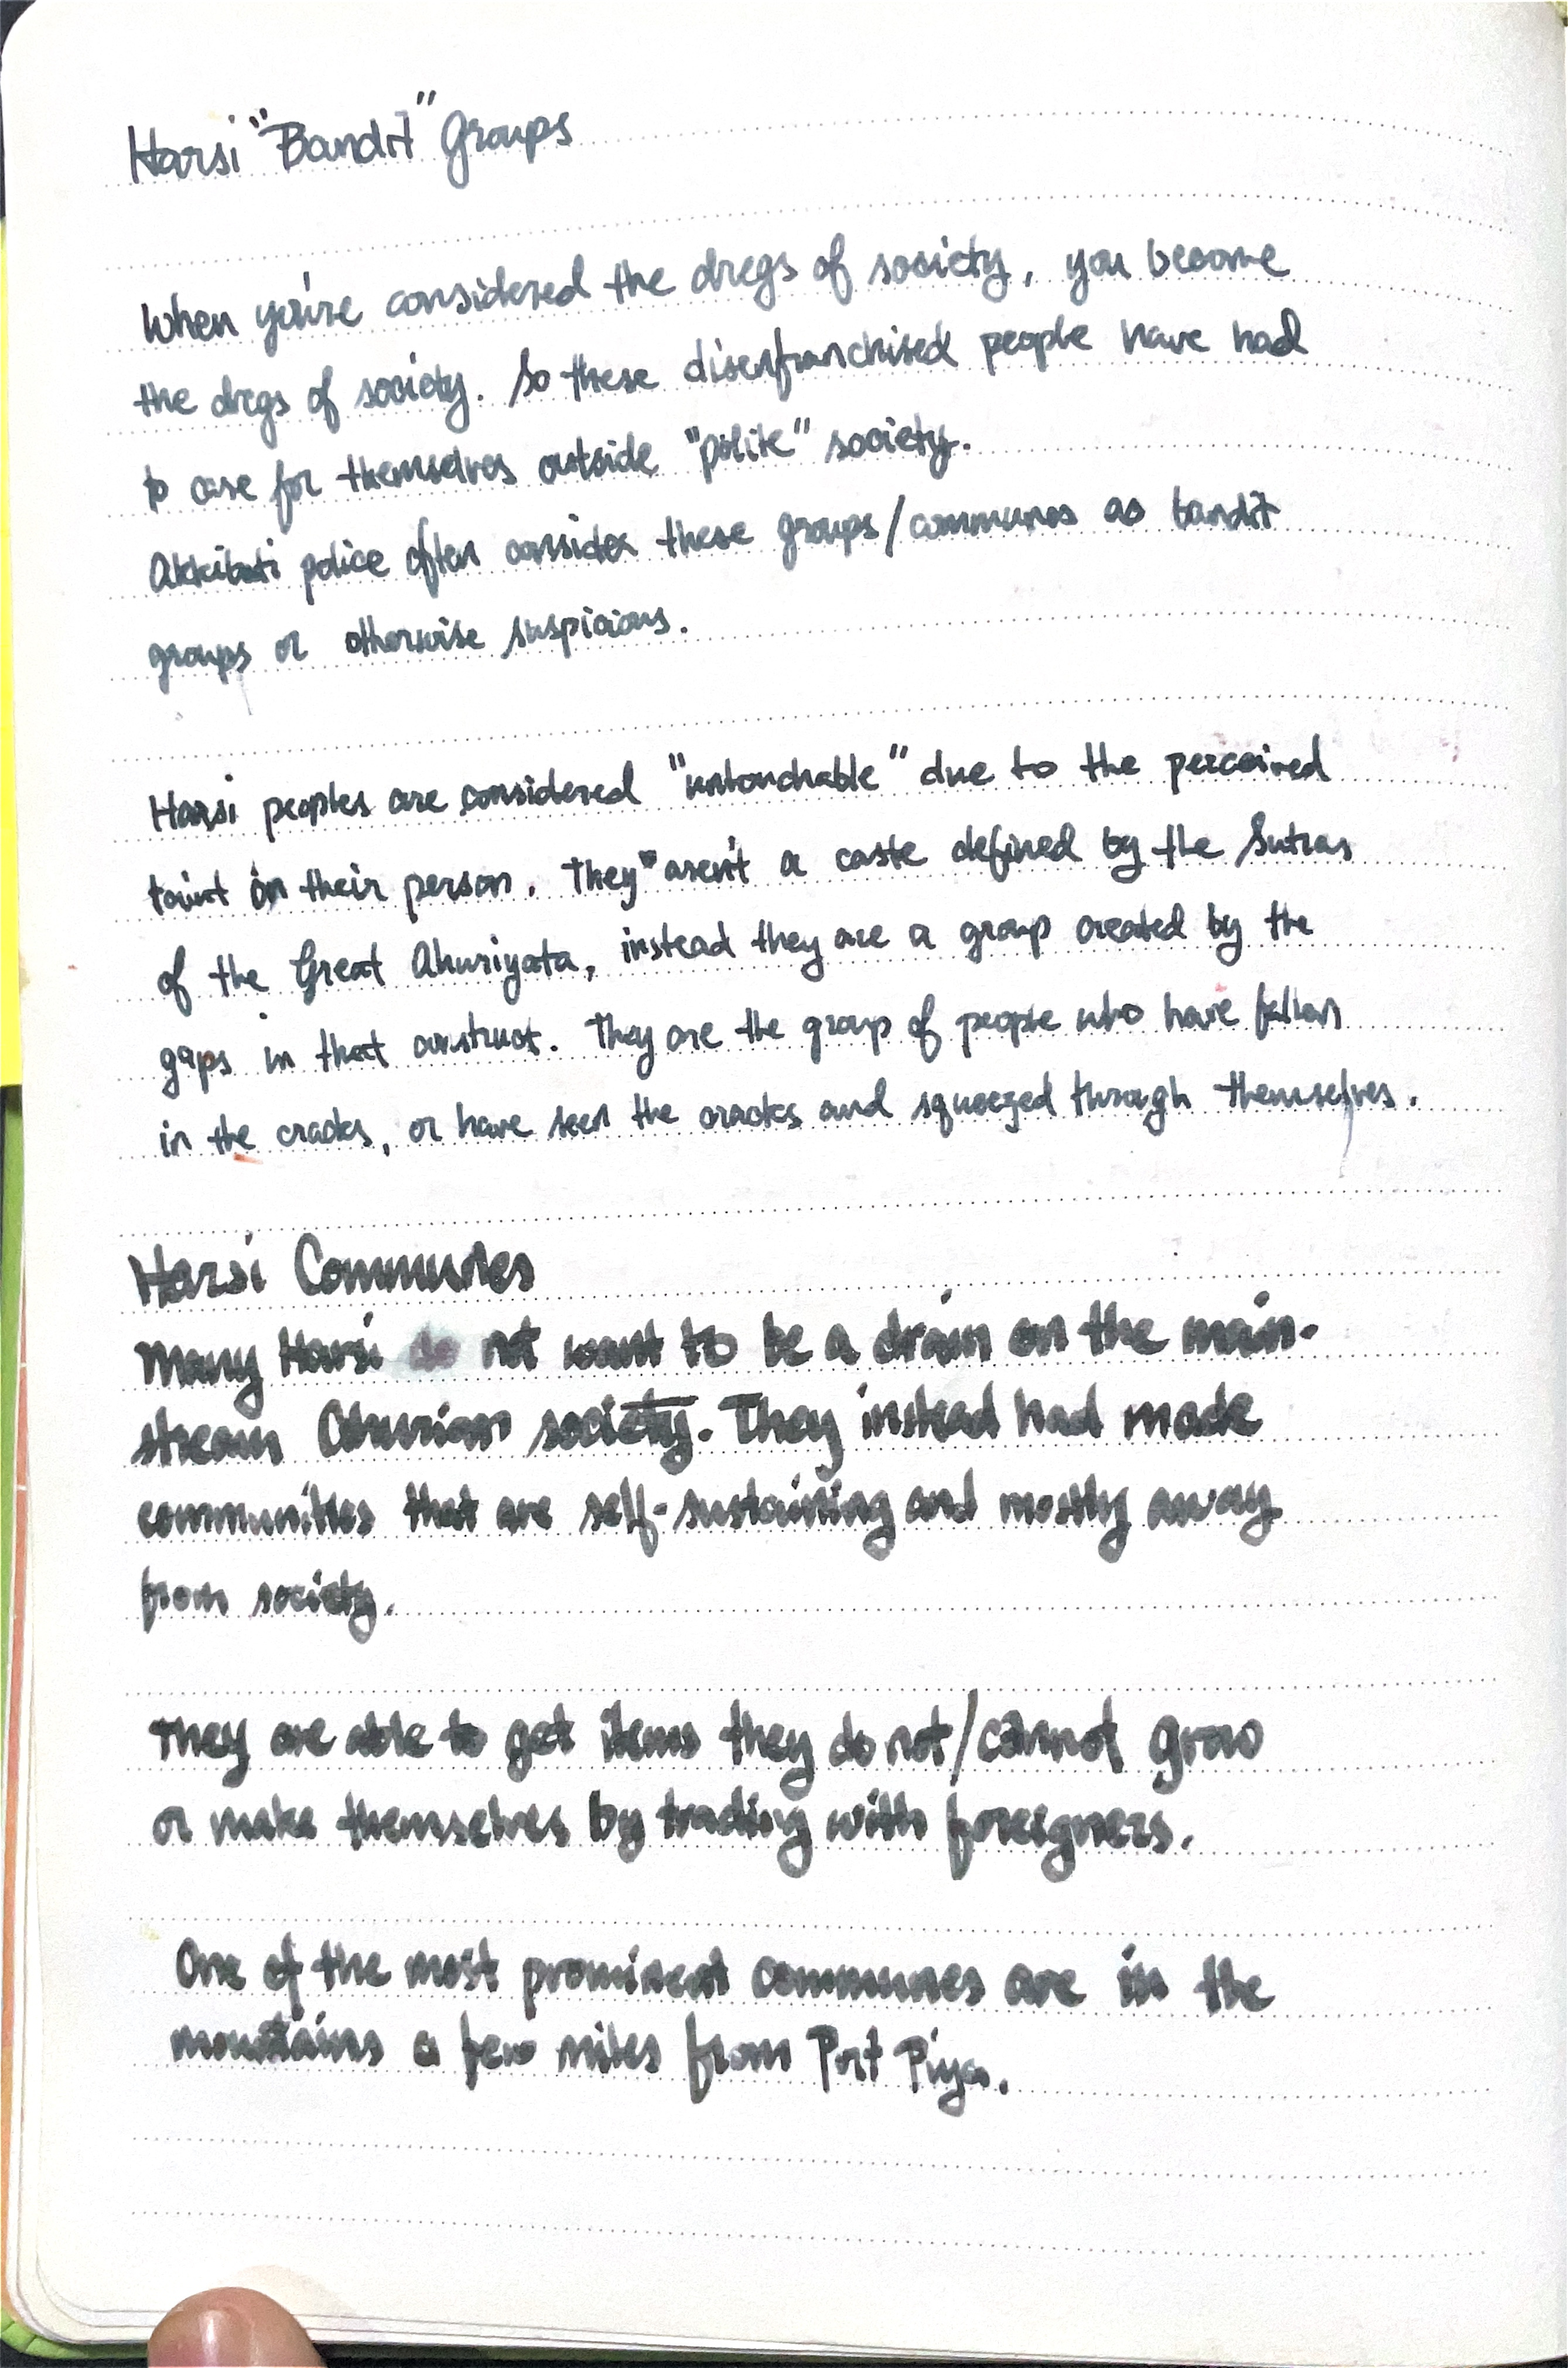 Harsi "Bandit" Groups
When you're considered the dregs of society, you become
the dregs of society. So these disenfranchised people have had
to care for themselves outside "polite" society.
police often consider these groups/communes as bandit
groups or otherwise suspicious.
Harsi peoples are considered "untouchable" due to the perceived
taint on their person. They aren't a caste defined by the Sutras
of the Great Ahuriyata, instead they are a group created by the
gaps in that construct. They are the group of people who have fallen
in the cracks, or have seen the cracks and squeezed through themselves.
Harsi Communes
Many Harsi do not want to be a drain on the main-
stream Ahurian society. They instead had made
communities that are self-sustaining and mostly away
from society.
They are able to get items they do not/cannot grow
or make themselves by trading with foreigners.
One of the most prominent communes are in the
mountains a few miles from Port Piya.